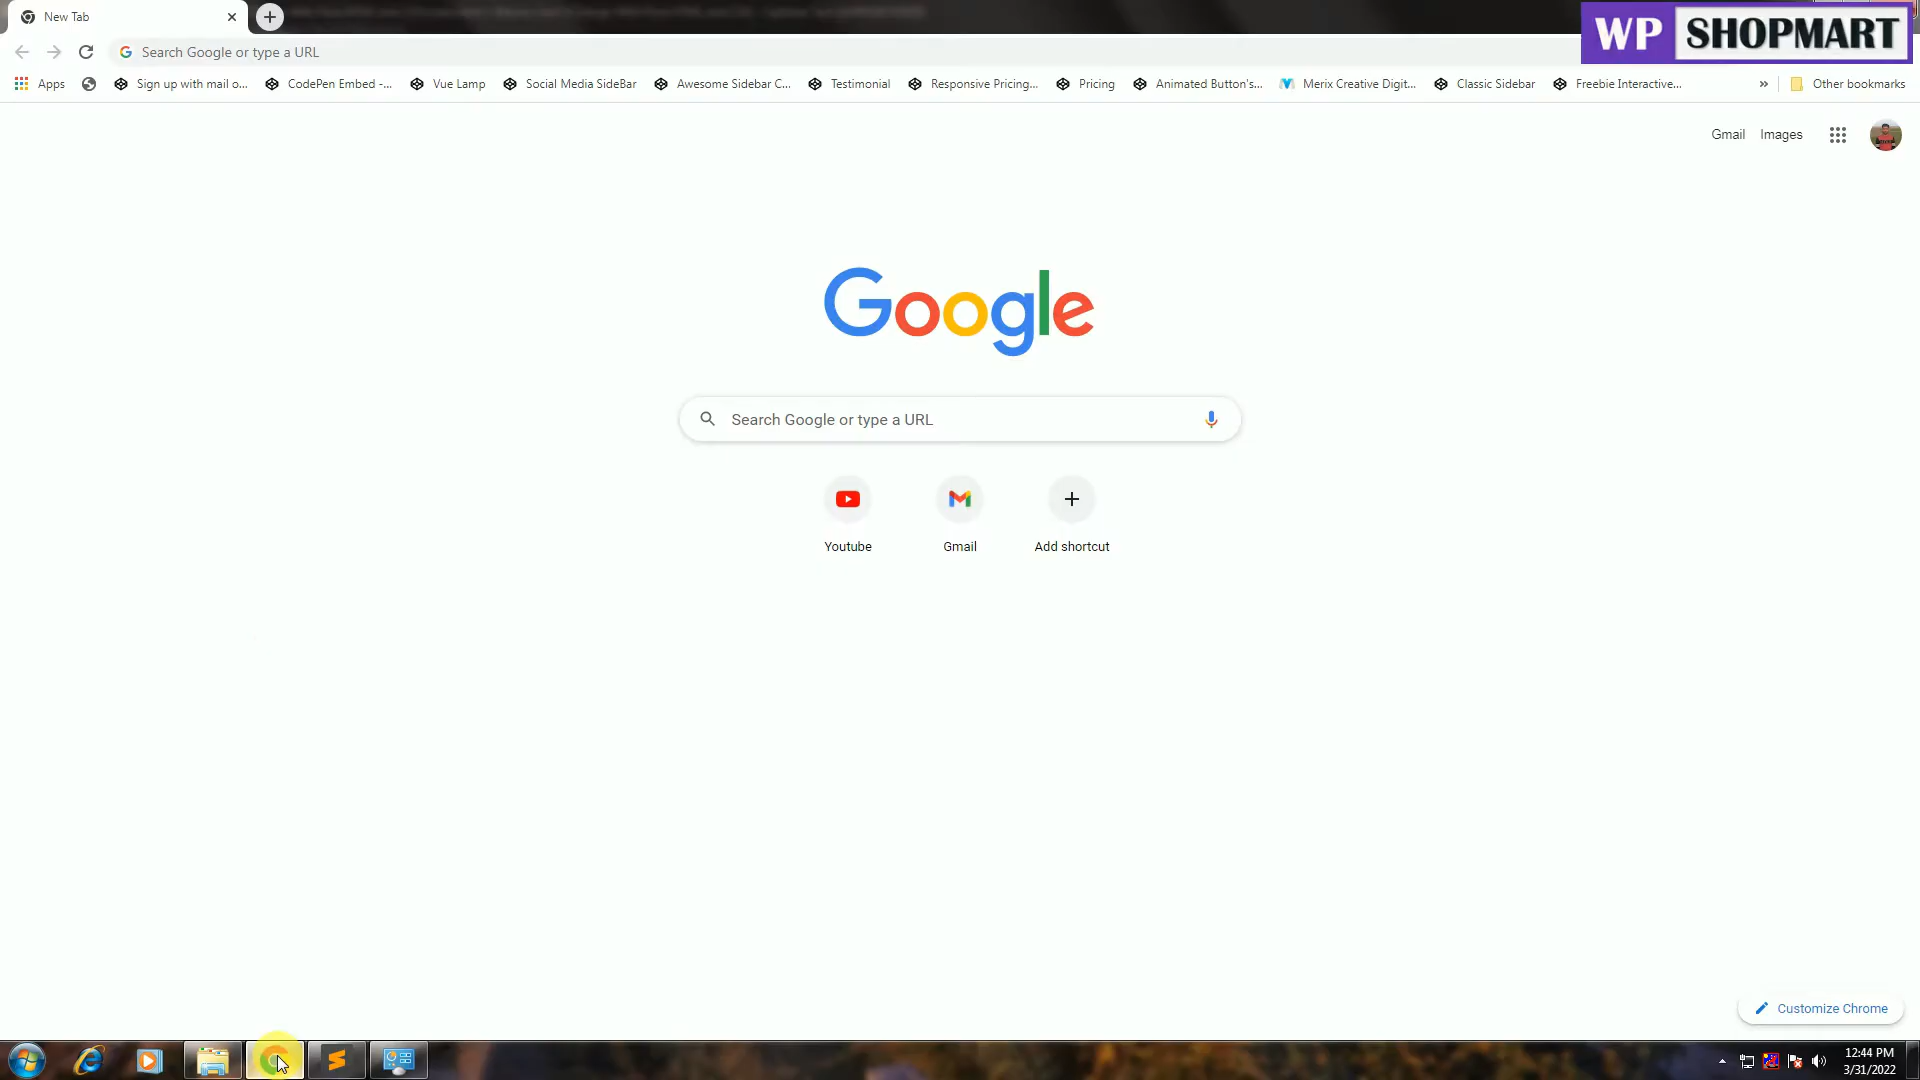 New Tab
WP SHOPMART
Search Google or type a URL
Apps
Sign up with mail o...
CodePen Embed -...
Vue Lamp
Social Media SideBar
Awesome Sidebar C...
Testimonial
Responsive Pricing...
Pricing
Animated Button's...
Merix Creative Digit...
Classic Sidebar
Freebie Interactive...
»
Other bookmarks
Gmail
Images
Google
Search Google or type a URL
Youtube
Gmail
Add shortcut
Customize Chrome
12:44 PM
3/31/2022